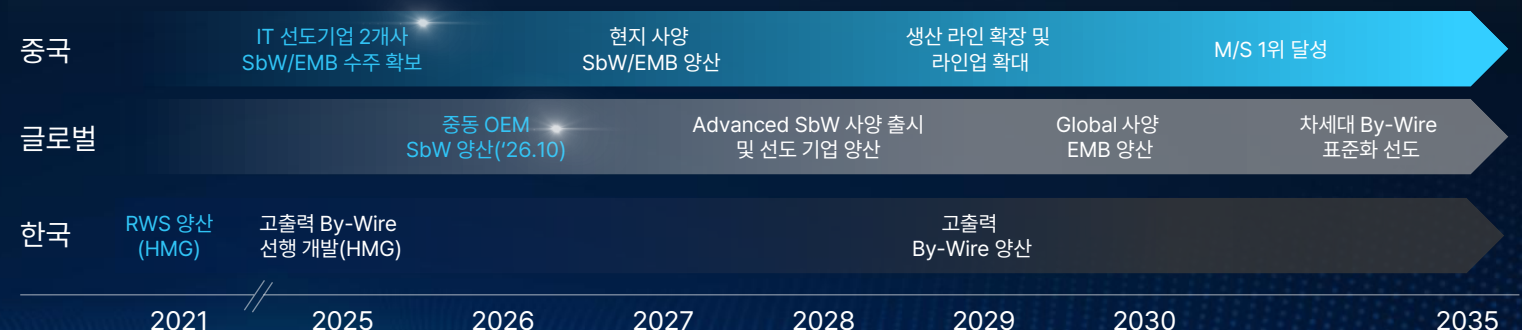 중국
IT 선도기업 2개사
SbW/EMB 수주 확보
현지 사양
SbW/EMB 양산
생산 라인 확장 및
라인업 확대
M/S 1위 달성
글로벌
중동 OEM
SbW 양산('26.10)
Advanced SbW 사양 출시
및 선도 기업 양산
Global 사양
EMB 양산
차세대 By-Wire
표준화 선도
한국
RWS 양산
(HMG)
고출력 By-Wire
선행 개발(HMG)
고출력
By-Wire 양산
2021 2025 2026 2027 2028 2029 2030 2035